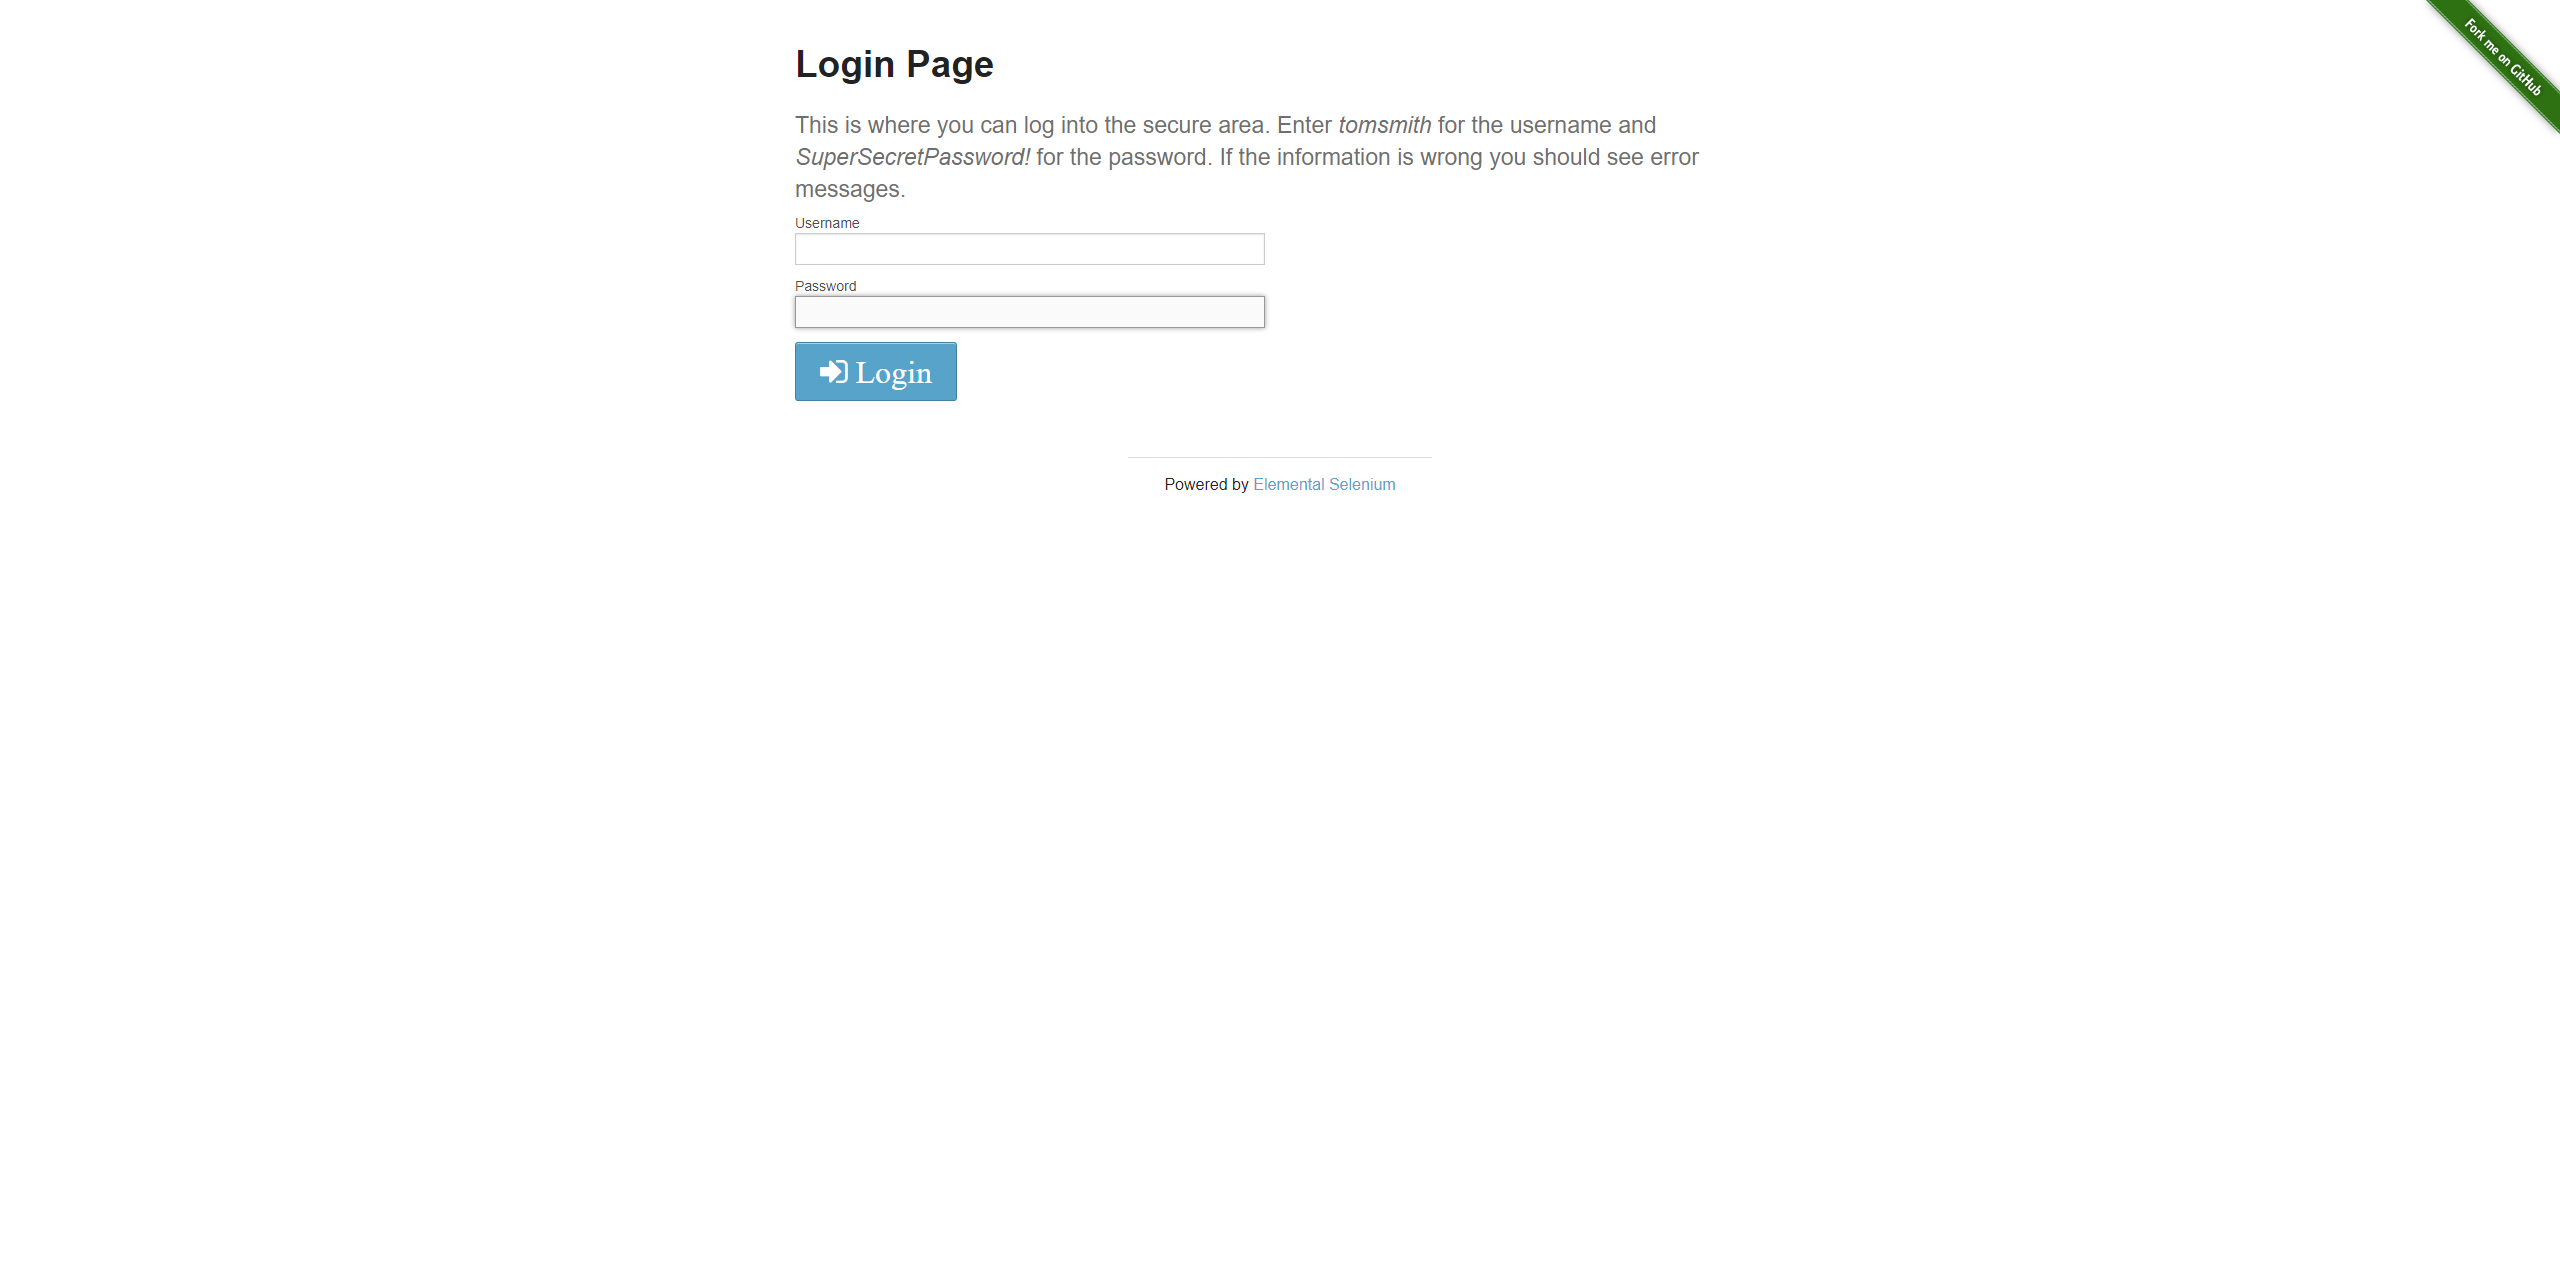 Fork me on GitHub
Login Page
This is where you can log into the secure area. Enter tomsmith for the username and
SuperSecretPassword! for the password. If the information is wrong you should see error
messages.
Username
Password
Login
Powered by Elemental Selenium